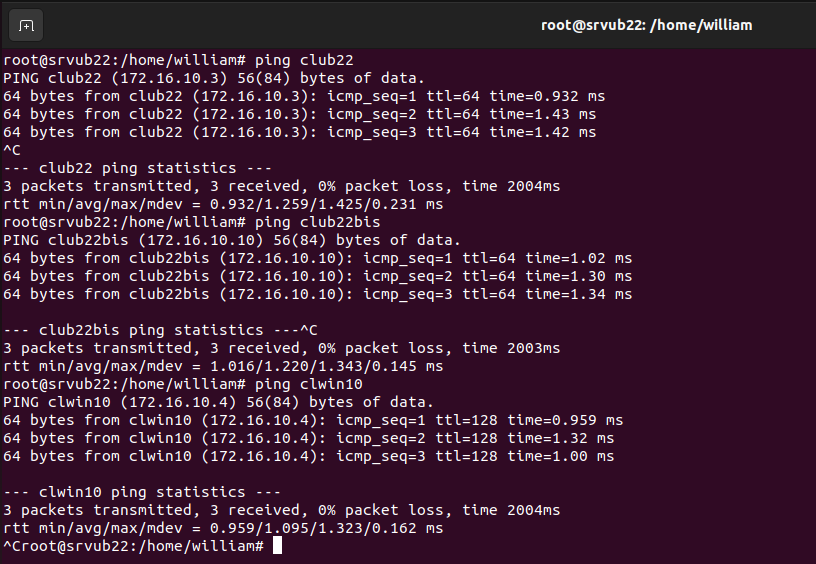 root@srvub22: /home/william
root@srvub22:/home/william# ping club22
PING club22 (172.16.10.3) 56(84) bytes of data.
64 bytes from club22 (172.16.10.3): icmp_seq=1 ttl=64 time=0.932 ms
64 bytes from club22 (172.16.10.3): icmp_seq=2 ttl=64 time=1.43 ms
64 bytes from club22 (172.16.10.3): icmp_seq=3 ttl=64 time=1.42 ms
^C
--- club22 ping statistics ---
3 packets transmitted, 3 received, 0% packet loss, time 2004ms
rtt min/avg/max/mdev = 0.932/1.259/1.425/0.231 ms
root@srvub22:/home/william# ping club22bis
PING club22bis (172.16.10.10) 56(84) bytes of data.
64 bytes from club22bis (172.16.10.10): icmp_seq=1 ttl=64 time=1.02 ms
64 bytes from club22bis (172.16.10.10): icmp_seq=2 ttl=64 time=1.30 ms
64 bytes from club22bis (172.16.10.10): icmp_seq=3 ttl=64 time=1.34 ms
--- club22bis ping statistics ---^C
3 packets transmitted, 3 received, 0% packet loss, time 2003ms
rtt min/avg/max/mdev = 1.016/1.220/1.343/0.145 ms
root@srvub22:/home/william# ping clwin10
PING clwin10 (172.16.10.4) 56(84) bytes of data.
64 bytes from clwin10 (172.16.10.4): icmp_seq=1 ttl=128 time=0.959 ms
64 bytes from clwin10 (172.16.10.4): icmp_seq=2 ttl=128 time=1.32 ms
64 bytes from clwin10 (172.16.10.4): icmp_seq=3 ttl=128 time=1.00 ms
--- clwin10 ping statistics ---
3 packets transmitted, 3 received, 0% packet loss, time 2004ms
rtt min/avg/max/mdev = 0.959/1.095/1.323/0.162 ms
^Croot@srvub22:/home/william#